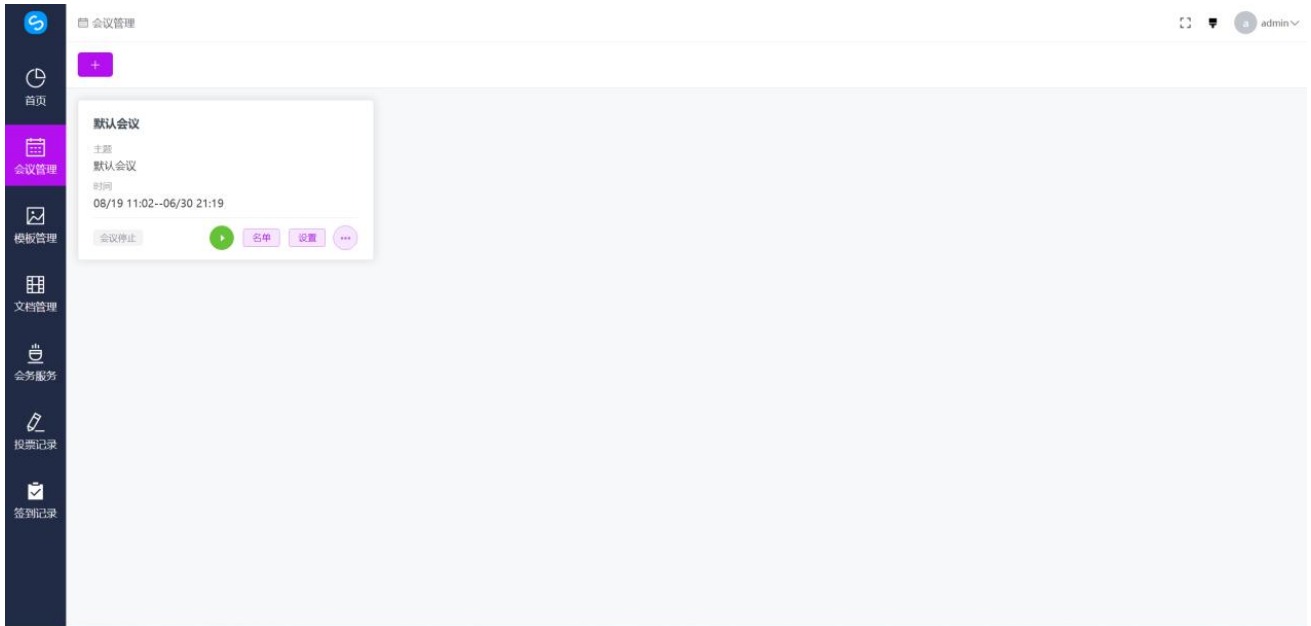 会议管理
a admin
首页
会议管理
模板管理
文档管理
会务服务
投票记录
签到记录
默认会议
主题
默认会议
时间
08/19 11:02--06/30 21:19
会议停止 名单 设置